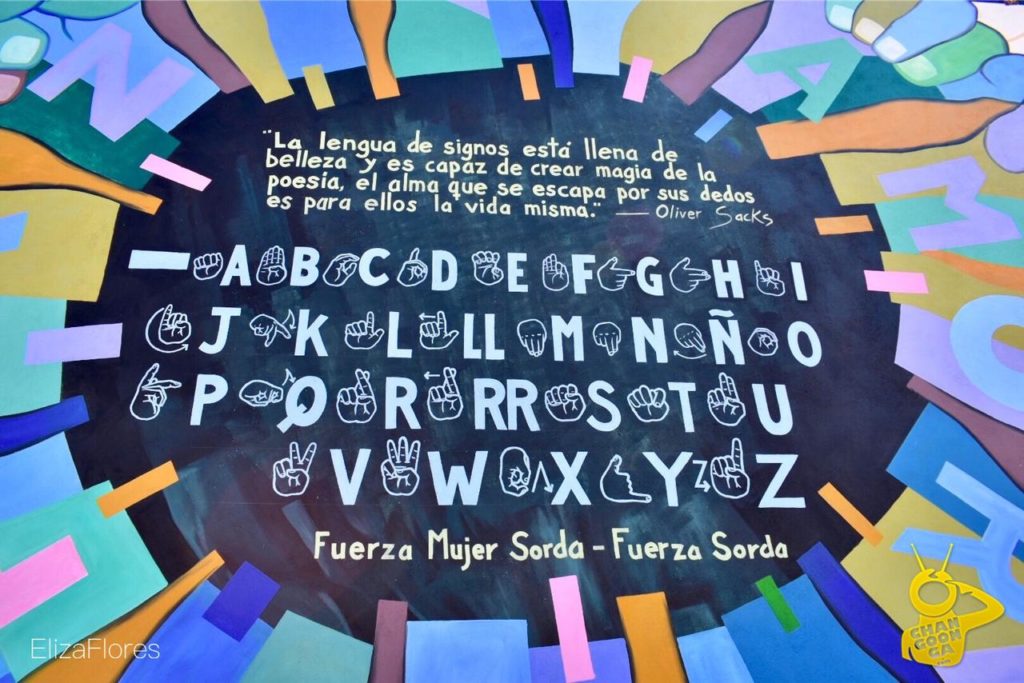 "La lengua de signos está llena de
belleza y es capaz de crear magia de la
poesía, el alma que se escapa por sus dedos
es para ellos la vida misma." — Oliver Sacks
A B C D E F G H I
J K L LL M N Ñ O
P Q R RR S T U
V W X Y Z
Fuerza Mujer Sorda - Fuerza Sorda
ElizaFlores
CHANGOONGA